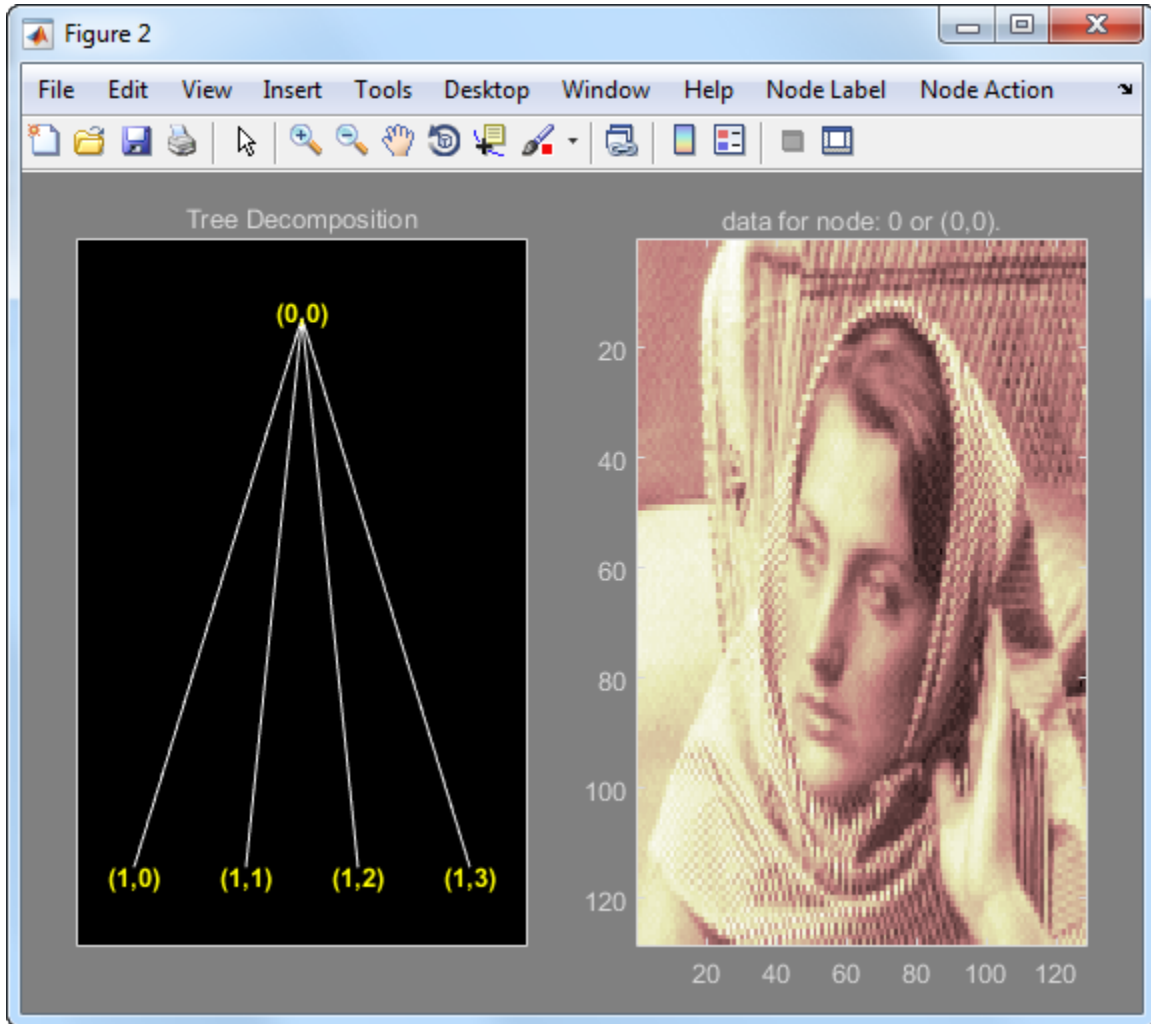 Figure 2
File Edit View Insert Tools Desktop Window Help Node Label Node Action
Tree Decomposition
(0,0)
(1,0) (1,1) (1,2) (1,3)
data for node: 0 or (0,0).
20
40
60
80
100
120
20 40 60 80 100 120